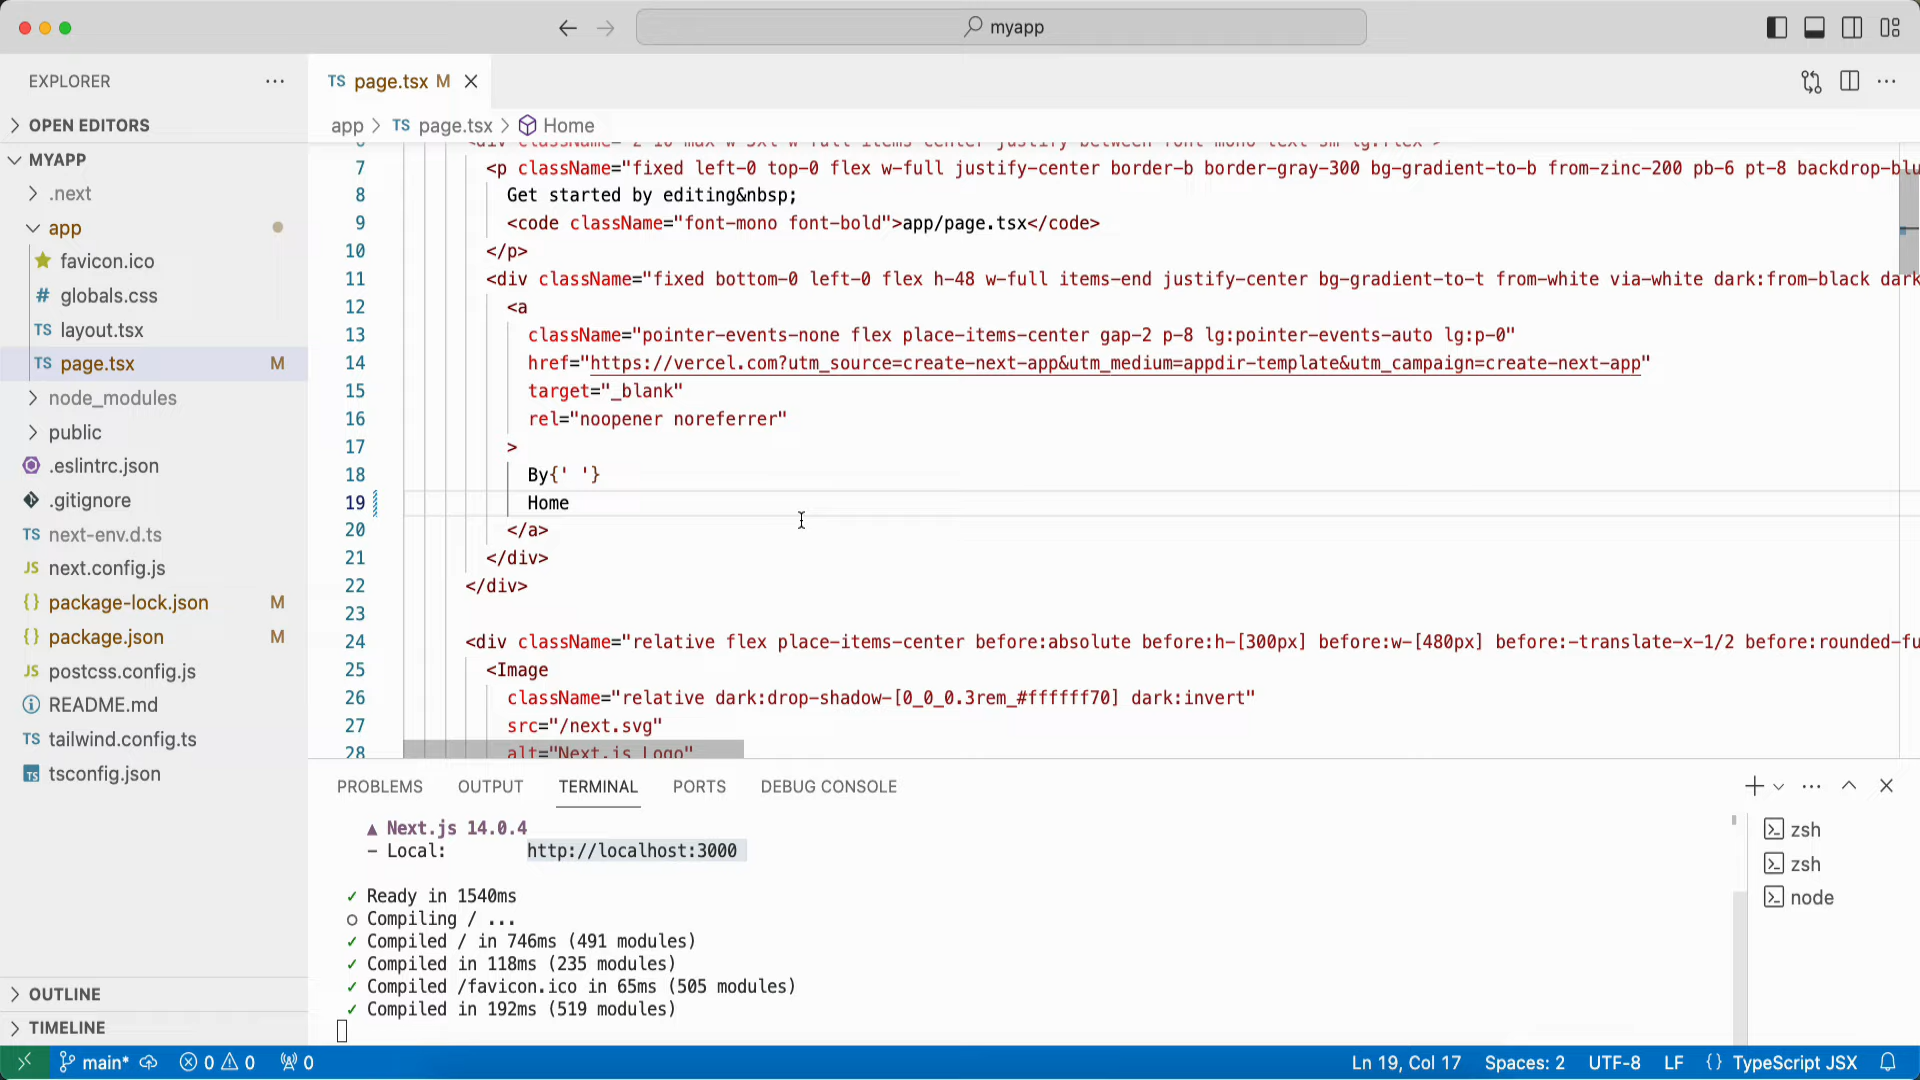 myapp
EXPLORER
TS page.tsx M
OPEN EDITORS
app > TS page.tsx > Home
MYAPP
.next
app
favicon.ico
# globals.css
TS layout.tsx
TS page.tsx M
node_modules
public
.eslintrc.json
.gitignore
TS next-env.d.ts
JS next.config.js
{} package-lock.json M
{} package.json M
JS postcss.config.js
README.md
TS tailwind.config.ts
TS tsconfig.json
OUTLINE
TIMELINE
7 <p className="fixed left-0 top-0 flex w-full justify-center border-b border-gray-300 bg-gradient-to-b from-zinc-200 pb-6 pt-8 backdrop-blu
8 Get started by editing&nbsp;
9 <code className="font-mono font-bold">app/page.tsx</code>
10 </p>
11 <div className="fixed bottom-0 left-0 flex h-48 w-full items-end justify-center bg-gradient-to-t from-white via-white dark:from-black dark
12 <a
13 className="pointer-events-none flex place-items-center gap-2 p-8 lg:pointer-events-auto lg:p-0"
14 href="https://vercel.com?utm_source=create-next-app&utm_medium=appdir-template&utm_campaign=create-next-app"
15 target="_blank"
16 rel="noopener noreferrer"
17 >
18 By{' '}
19 Home
20 </a>
21 </div>
22 </div>
23
24 <div className="relative flex place-items-center before:absolute before:h-[300px] before:w-[480px] before:-translate-x-1/2 before:rounded-fu
25 <Image
26 className="relative dark:drop-shadow-[0_0_0.3rem_#ffffff70] dark:invert"
27 src="/next.svg"
28 alt="Next.js Logo"
PROBLEMS OUTPUT TERMINAL PORTS DEBUG CONSOLE
▲ Next.js 14.0.4
- Local: http://localhost:3000
✓ Ready in 1540ms
○ Compiling / ...
✓ Compiled / in 746ms (491 modules)
✓ Compiled in 118ms (235 modules)
✓ Compiled /favicon.ico in 65ms (505 modules)
✓ Compiled in 192ms (519 modules)
zsh
zsh
node
main* 0 0 0 Ln 19, Col 17 Spaces: 2 UTF-8 LF {} TypeScript JSX